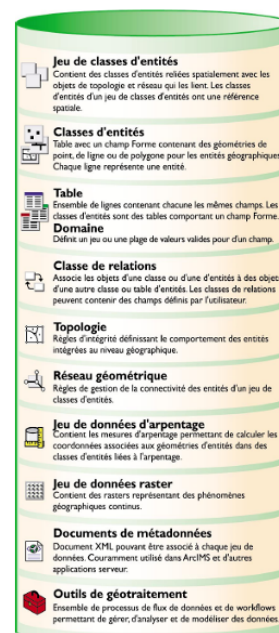 Jeu de classes d'entités
Contient des classes d'entités reliées spatialement avec les
objets de topologie et réseau qui les lient. Les classes
d'entités d'un jeu de classes d'entités ont une référence
spatiale.
Classes d'entités
Table avec un champ Forme contenant des géométries de
point, de ligne ou de polygone pour les entités géographiques
Chaque ligne représente une entité.
Table
Ensemble de lignes contenant chacune les mêmes champs. Les
classes d'entités sont des tables comportant un champ Forme.
Domaine
Définit un jeu ou une plage de valeurs valides pour d'un champ.
Classe de relations
Associe les objets d'une classe ou d'une d'entités à des objets
d'une autre classe ou table d'entités. Les classes de relations
peuvent contenir des champs définis par l'utilisateur.
Topologie
Règles d'intégrité définissant le comportement des entités
intégrées au niveau géographique.
Réseau géométrique
Règles de gestion de la connectivité des entités d'un jeu de
classes d'entités.
Jeu de données d'arpentage
Contient les mesures d'arpentage permettant de calculer les
coordonnées associées aux géométries d'entités dans des
classes d'entités liées à l'arpentage.
Jeu de données raster
Contient des rasters représentant des phénomènes
géographiques continus.
Documents de métadonnées
Document XML pouvant être associé à chaque jeu de
données. Couramment utilisé dans ArcIMS et d'autres
applications serveur.
Outils de géotraitement
Ensemble de processus de flux de données et de workflows
permettant de gérer, d'analyser et de modéliser des données